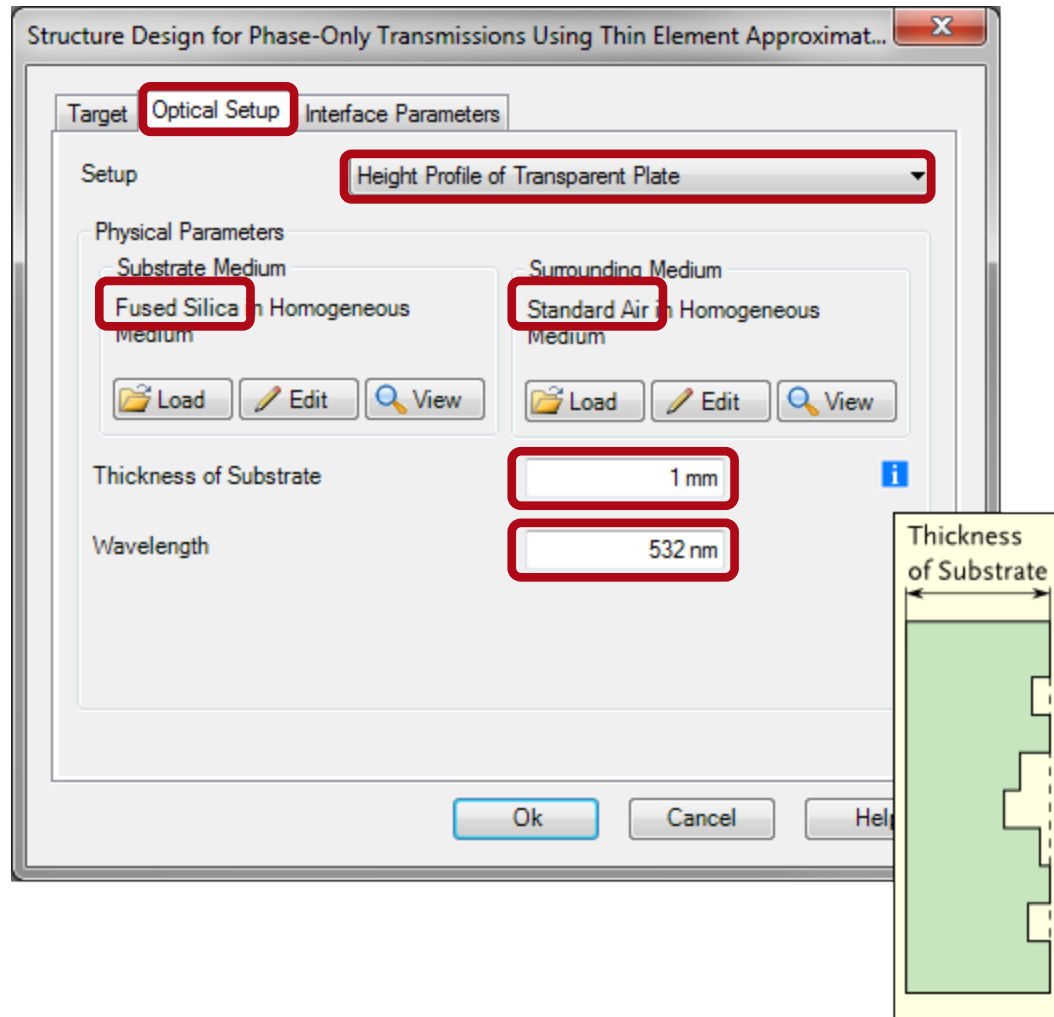 Structure Design for Phase-Only Transmissions Using Thin Element Approximat...
Target Optical Setup Interface Parameters
Setup Height Profile of Transparent Plate
Physical Parameters
Substrate Medium
Fused Silica in Homogeneous
Medium
Load Edit View
Surrounding Medium
Standard Air in Homogeneous
Medium
Load Edit View
Thickness of Substrate 1 mm
Wavelength 532 nm
Ok Cancel Help
Thickness
of Substrate